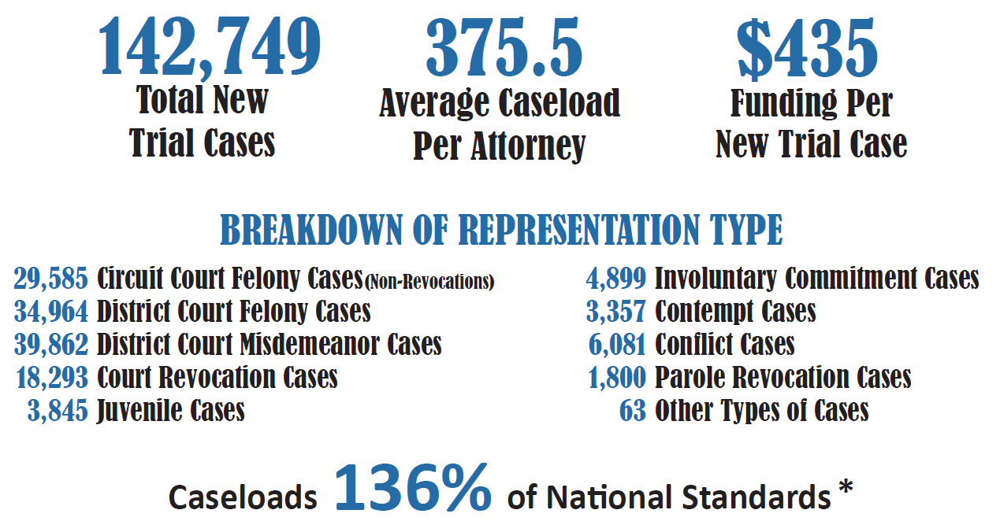 142,749
Total New
Trial Cases
375.5
Average Caseload
Per Attorney
$435
Funding Per
New Trial Case
BREAKDOWN OF REPRESENTATION TYPE
29,585 Circuit Court Felony Cases (Non-Revocations)
34,964 District Court Felony Cases
39,862 District Court Misdemeanor Cases
18,293 Court Revocation Cases
3,845 Juvenile Cases
4,899 Involuntary Commitment Cases
3,357 Contempt Cases
6,081 Conflict Cases
1,800 Parole Revocation Cases
63 Other Types of Cases
Caseloads 136% of National Standards *